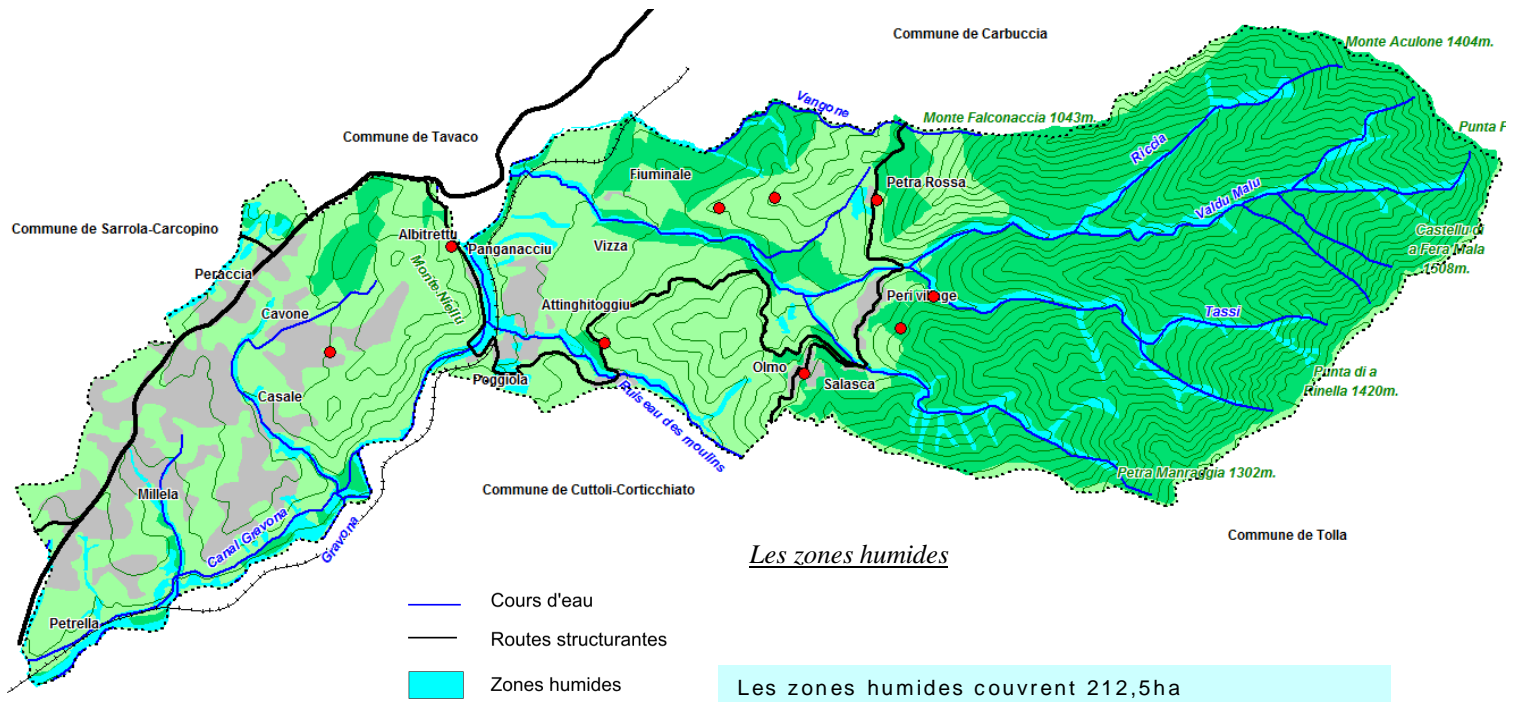 Commune de Carbuccia
Monte Aculone 1404m.
Vangone
Monte Falconaccia 1043m.
Punta P
Commune de Tavaco
Riccia
Fiuminale
Petra Rossa
Valdu Malu
Commune de Sarrola-Carcopino
Albitrettu
Panganacciu
Vizza
Castellu di
a Fera Mala
1508m.
Peraccia
Monte Niellu
Attinghitoggiu
Peri village
Cavone
Tassi
Olmo
Salasca
Poggiola
Punta di a
Rinella 1420m.
Casale
Ruisseau des moulins
Petra Manraggia 1302m.
Millela
Commune de Cuttoli-Corticchiato
Canal Gravona
Gravona
Commune de Tolla
Petrella
Les zones humides
Cours d'eau
Routes structurantes
Zones humides
Les zones humides couvrent 212,5ha